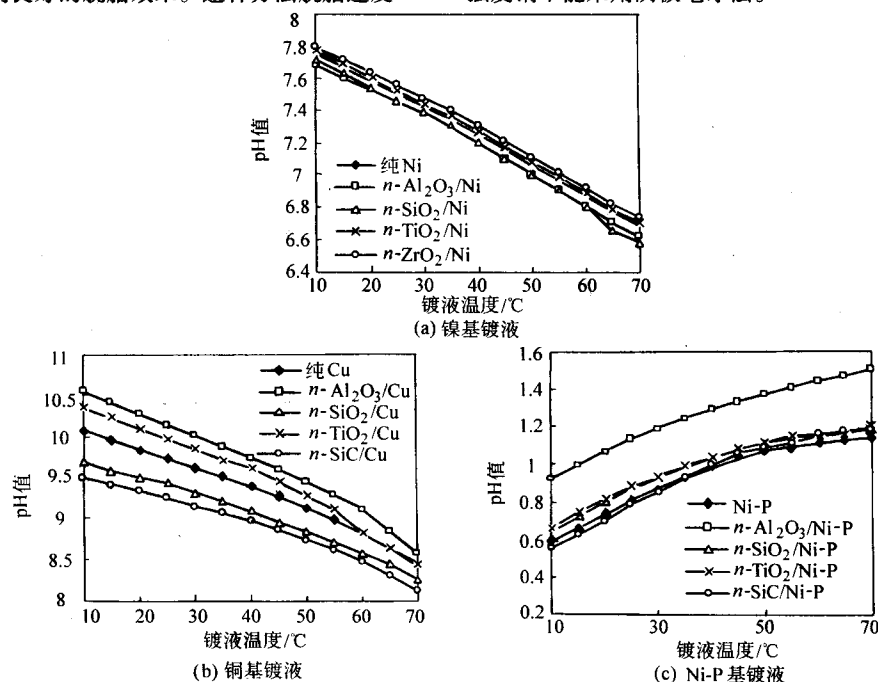 7.8
7.6
7.4
7.2
7
6.8
6.6
6.4
pH值
纯Ni
n-Al₂O₃/Ni
n-SiO₂/Ni
n-TiO₂/Ni
n-ZrO₂/Ni
10 20 30 40 50 60 70
镀液温度/℃
(a) 镍基镀液
11
10.5
10
9.5
9
8.5
8
pH值
纯Cu
n-Al₂O₃/Cu
n-SiO₂/Cu
n-TiO₂/Cu
n-SiC/Cu
10 20 30 40 50 60 70
镀液温度/℃
(b) 铜基镀液
1.6
1.4
1.2
1
0.8
0.6
0.4
0.2
pH值
Ni-P
n-Al₂O₃/Ni-P
n-SiO₂/Ni-P
n-TiO₂/Ni-P
n-SiC/Ni-P
10 30 50 70
镀液温度/℃
(c) Ni-P 基镀液